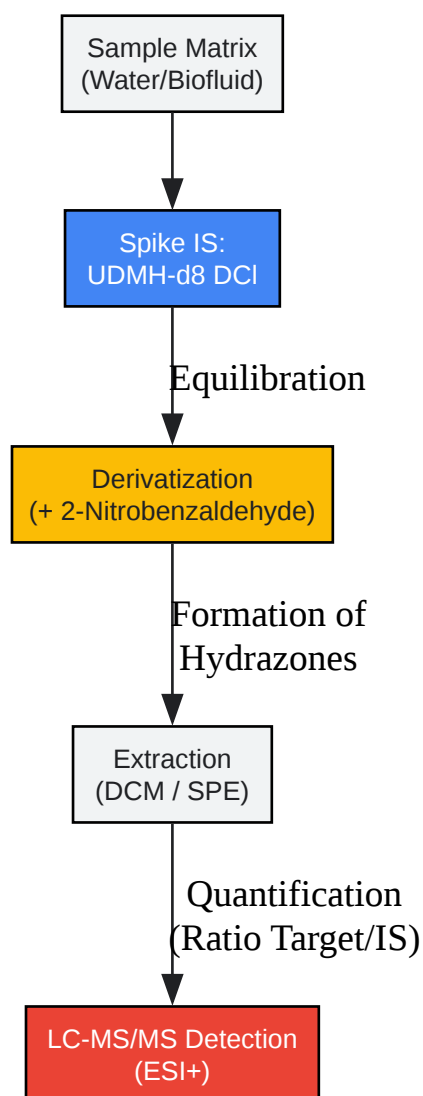 Sample Matrix
(Water/Biofluid)
Spike IS:
UDMH-d8 DCl
Equilibration
Derivatization
(+ 2-Nitrobenzaldehyde)
Formation of
Hydrazones
Extraction
(DCM / SPE)
Quantification
(Ratio Target/IS)
LC-MS/MS Detection
(ESI+)